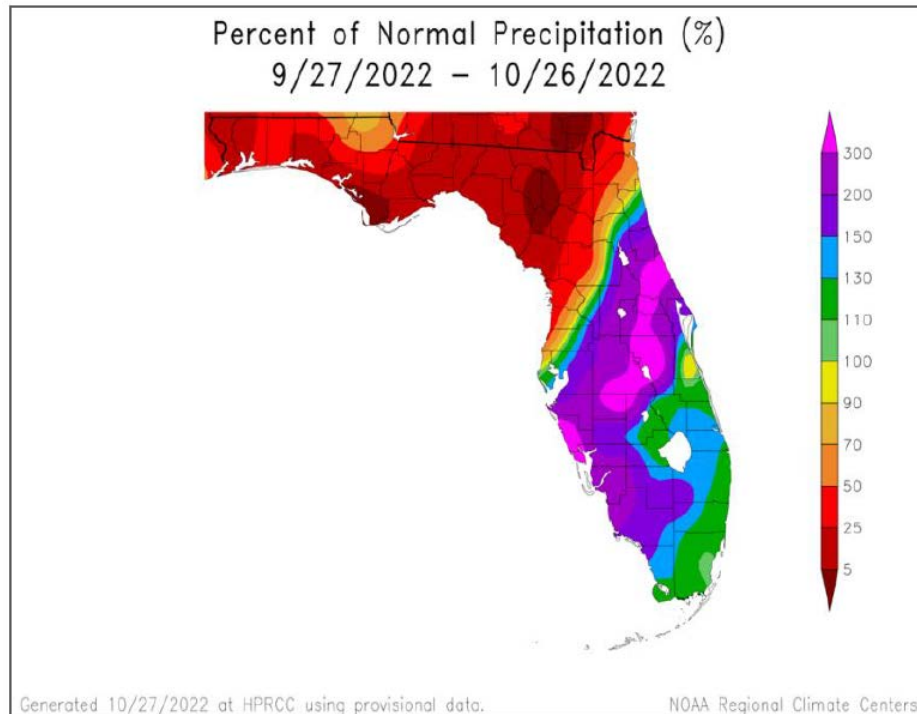 Percent of Normal Precipitation (%)
9/27/2022 – 10/26/2022
300
200
150
130
110
100
90
70
50
25
5
Generated 10/27/2022 at HPRCC using provisional data.
NOAA Regional Climate Centers